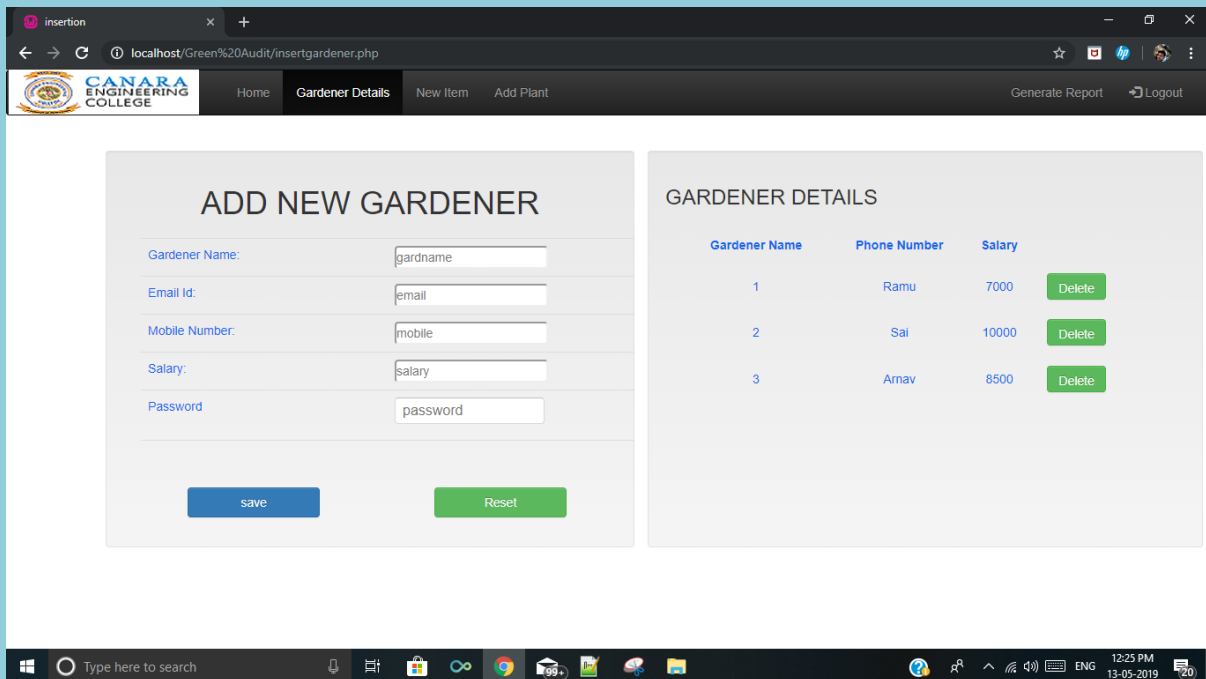 insertion
localhost/Green%20Audit/insertgardener.php
CANARA
ENGINEERING
COLLEGE
Home Gardener Details New Item Add Plant Generate Report Logout
ADD NEW GARDENER
Gardener Name: gardname
Email Id: email
Mobile Number: mobile
Salary: salary
Password password
save Reset
GARDENER DETAILS
Gardener Name Phone Number Salary
1 Ramu 7000 Delete
2 Sai 10000 Delete
3 Arnav 8500 Delete
Type here to search
99+
ENG
12:25 PM
13-05-2019
20